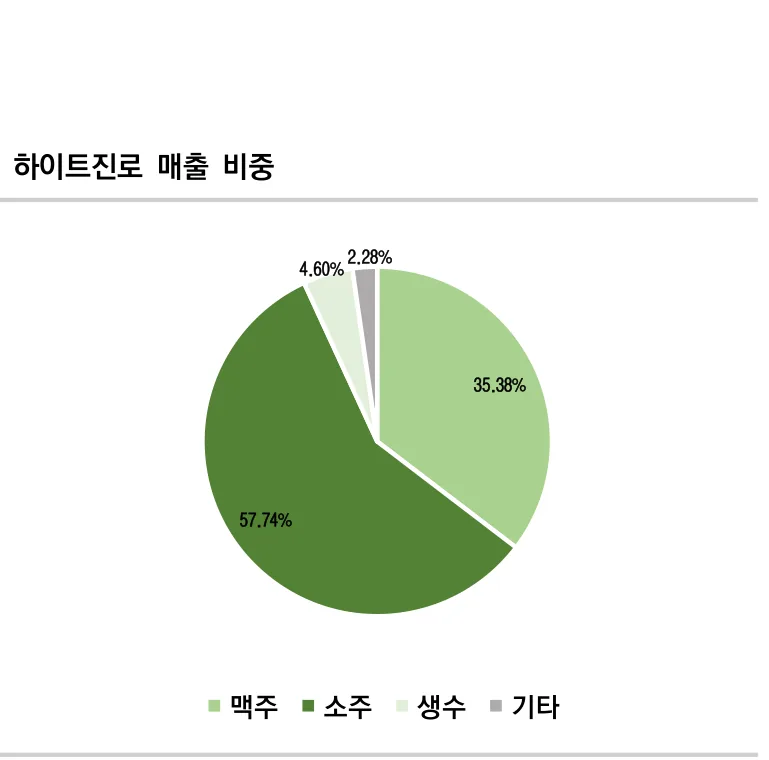 하이트진로 매출 비중
2.28%
4.60%
35.38%
57.74%
맥주 소주 생수 기타